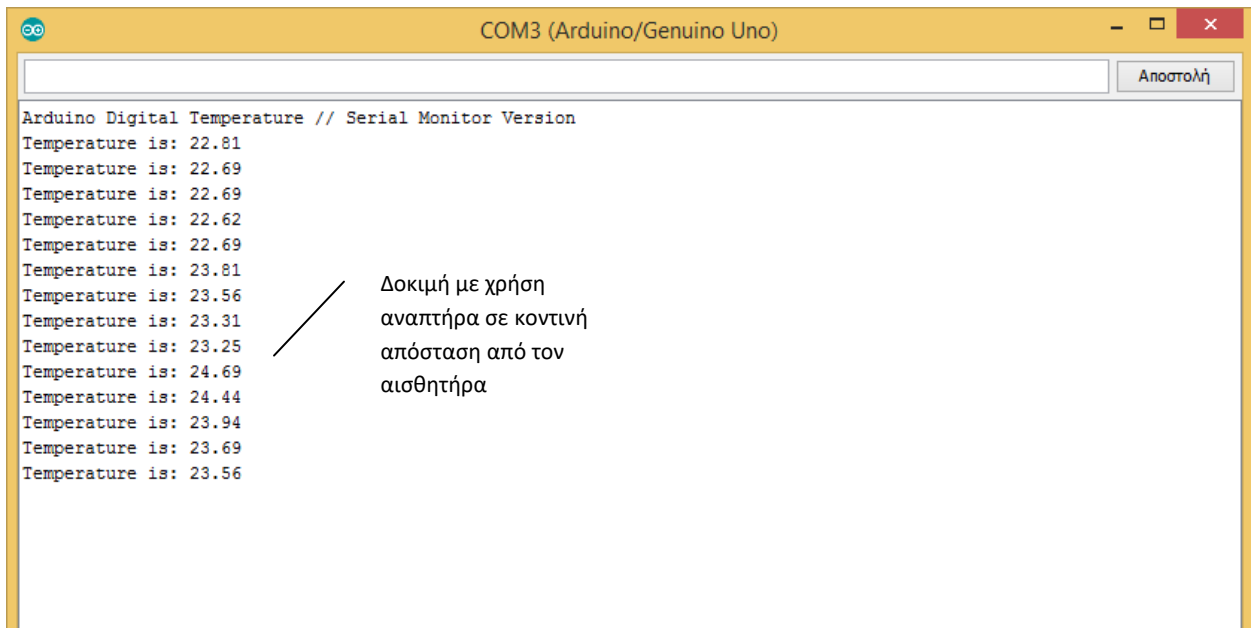 COM3 (Arduino/Genuino Uno)
Αποστολή
Arduino Digital Temperature // Serial Monitor Version
Temperature is: 22.81
Temperature is: 22.69
Temperature is: 22.69
Temperature is: 22.62
Temperature is: 22.69
Temperature is: 23.81
Temperature is: 23.56
Temperature is: 23.31
Temperature is: 23.25
Temperature is: 24.69
Temperature is: 24.44
Temperature is: 23.94
Temperature is: 23.69
Temperature is: 23.56
Δοκιμή με χρήση
αναπτήρα σε κοντινή
απόσταση από τον
αισθητήρα